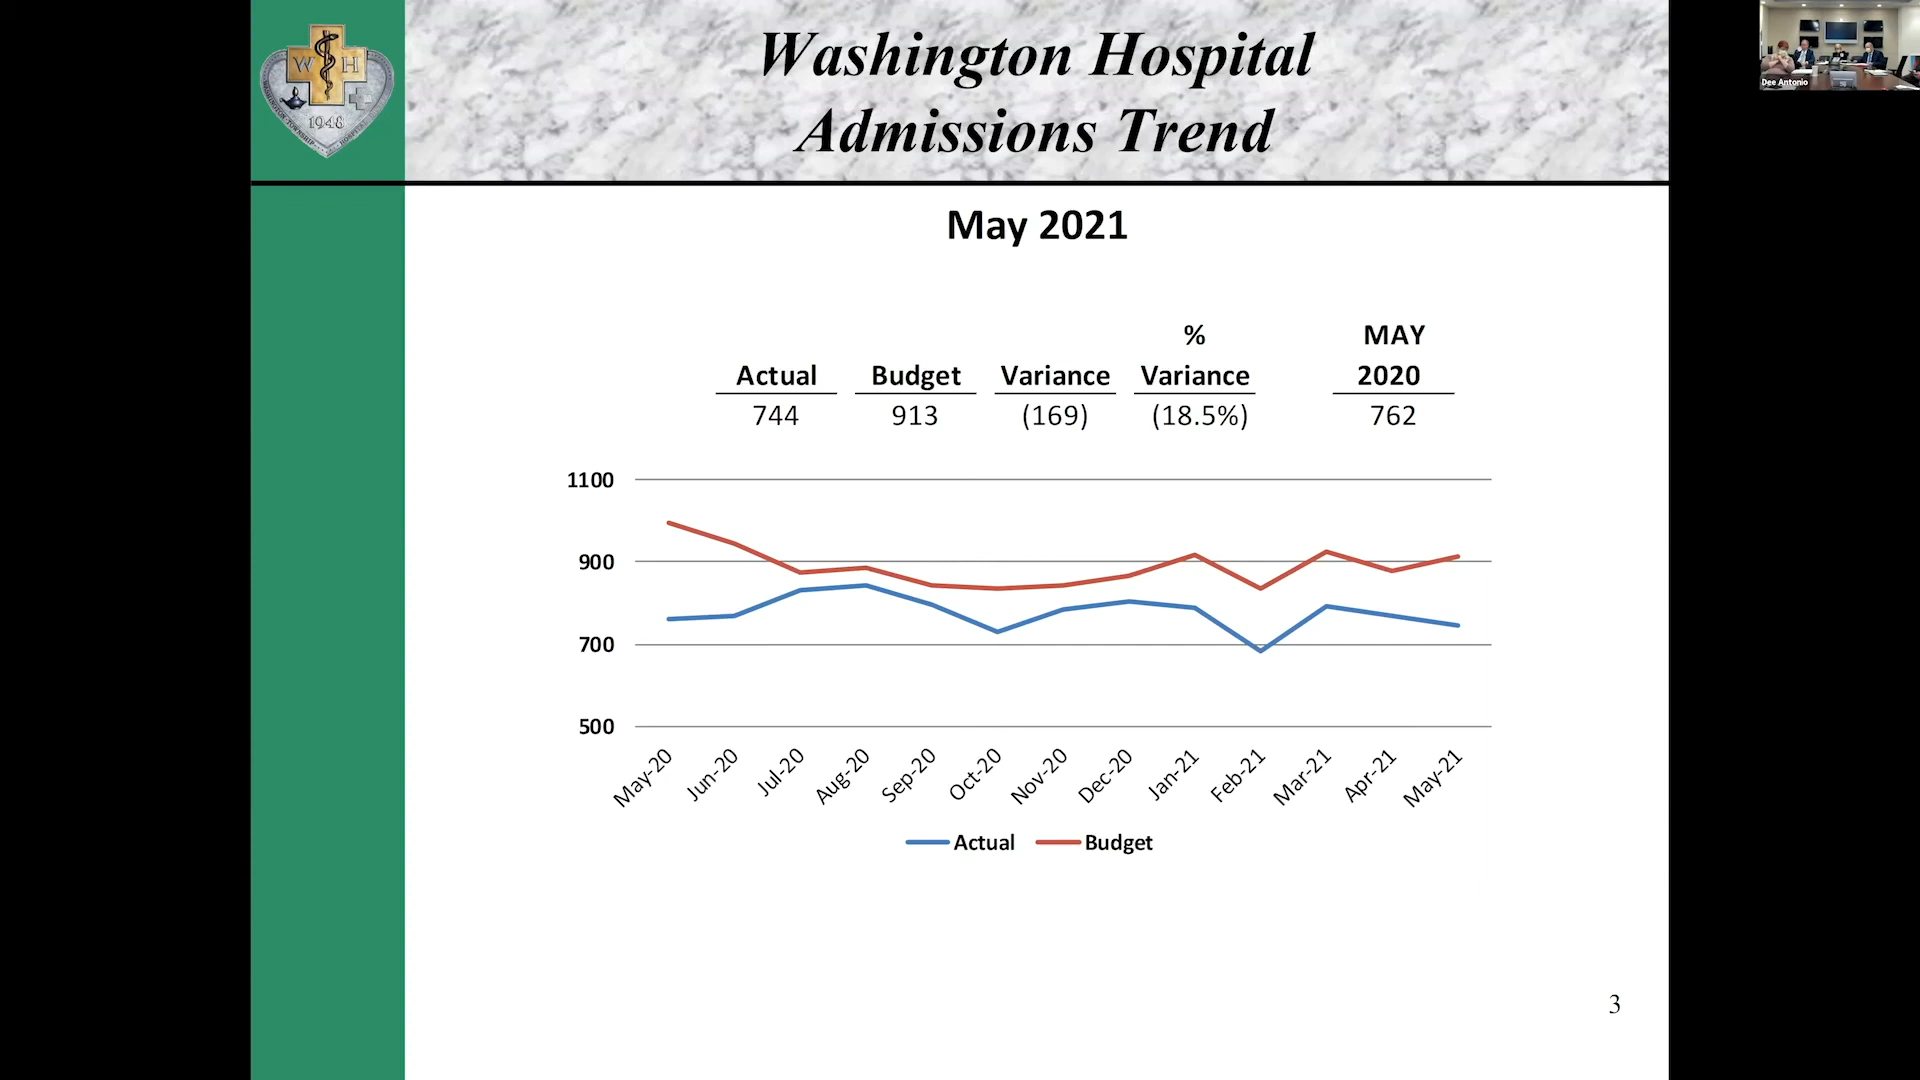 Washington Hospital
Admissions Trend
W H
1948
Dee Antonio
May 2021
% MAY
Actual Budget Variance Variance 2020
744 913 (169) (18.5%) 762
1100
900
700
500
May-20 Jun-20 Jul-20 Aug-20 Sep-20 Oct-20 Nov-20 Dec-20 Jan-21 Feb-21 Mar-21 Apr-21 May-21
Actual Budget
3